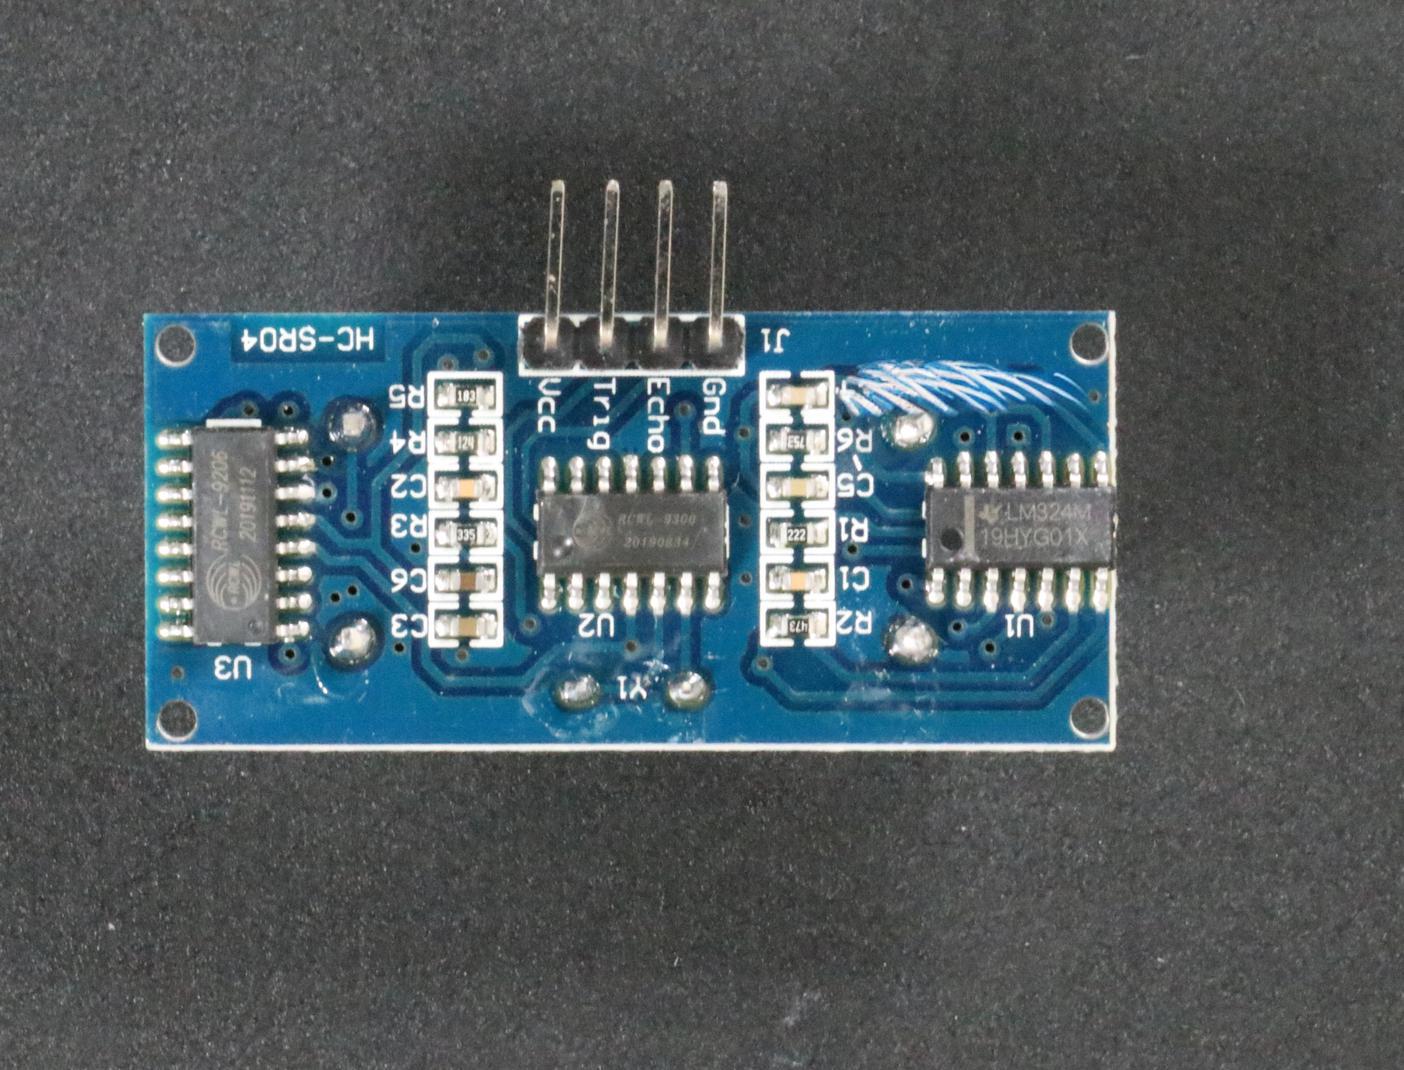 HC-SR04
J1
Vcc
Trig
Echo
Gnd
R5
103
R4
124
C2
R3
335
C6
C3
R6
753
C5
R1
222
C1
R2
473
RCWL-9206
20191112
U3
RCWL-9300
20190834
U2
LM324M
19HYG01X
U1
Y1